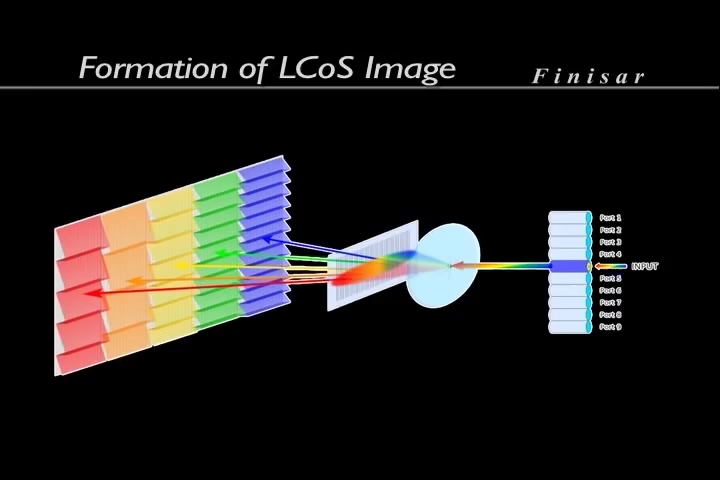 Formation of LCoS Image
Finisar
Port 1
Port 2
Port 3
Port 4
INPUT
Port 5
Port 6
Port 7
Port 8
Port 9